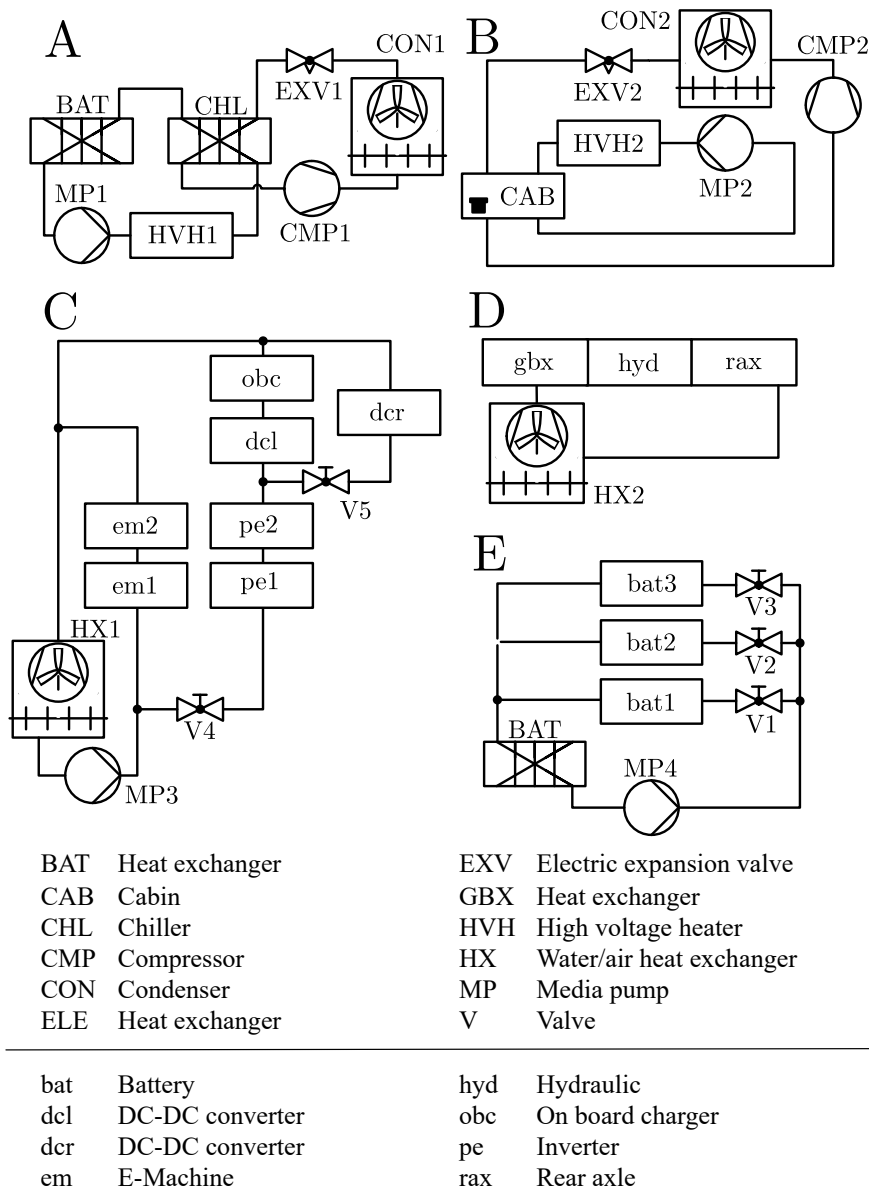 A
CON1
EXV1
BAT
CHL
MP1
HVH1
CMP1
B
CON2
CMP2
EXV2
HVH2
MP2
CAB
C
obc
dcr
dcl
V5
em2
pe2
em1
pe1
HX1
V4
MP3
D
gbx hyd rax
HX2
E
bat3
V3
bat2
V2
bat1
V1
BAT
MP4
BAT Heat exchanger
CAB Cabin
CHL Chiller
CMP Compressor
CON Condenser
ELE Heat exchanger
EXV Electric expansion valve
GBX Heat exchanger
HVH High voltage heater
HX Water/air heat exchanger
MP Media pump
V Valve
bat Battery
dcl DC-DC converter
dcr DC-DC converter
em E-Machine
hyd Hydraulic
obc On board charger
pe Inverter
rax Rear axle